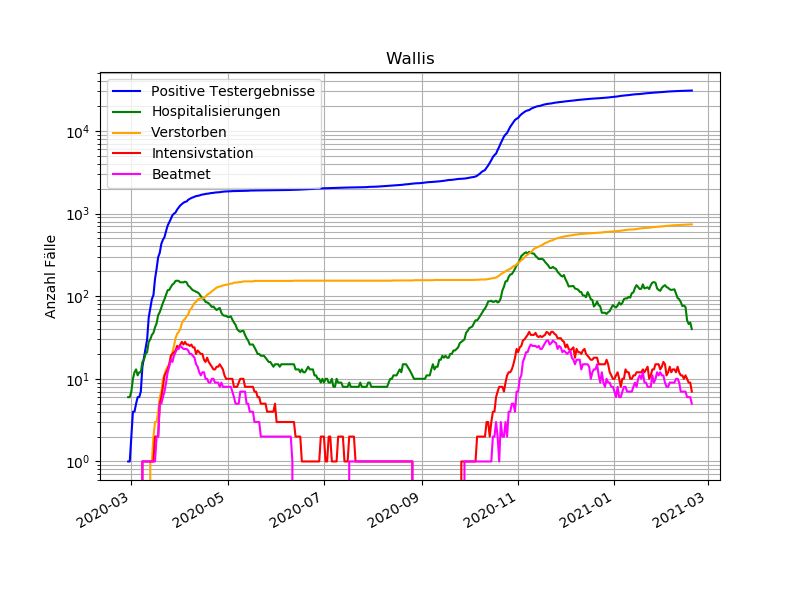 Wallis
Positive Testergebnisse
Hospitalisierungen
Verstorben
Intensivstation
Beatmet
Anzahl Fälle
10^4
10^3
10^2
10^1
10^0
2020-03
2020-05
2020-07
2020-09
2020-11
2021-01
2021-03